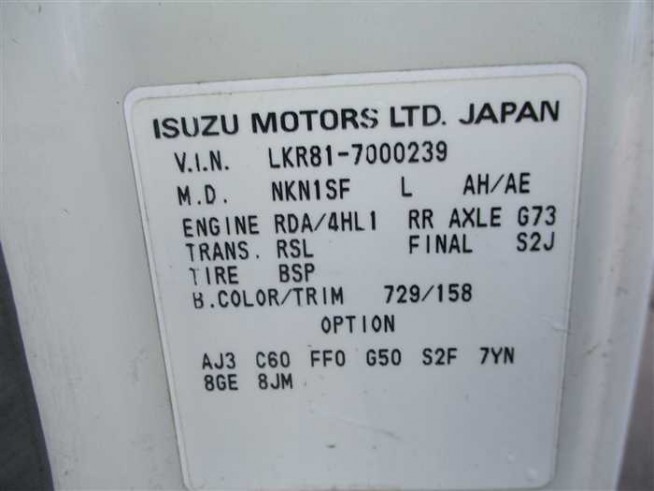 ISUZU MOTORS LTD. JAPAN
V.I.N. LKR81-7000239
M.D. NKN1SF L AH/AE
ENGINE RDA/4HL1 RR AXLE G73
TRANS. RSL FINAL S2J
TIRE BSP
B.COLOR/TRIM 729/158
OPTION
AJ3 C60 FF0 G50 S2F 7YN
8GE 8JM